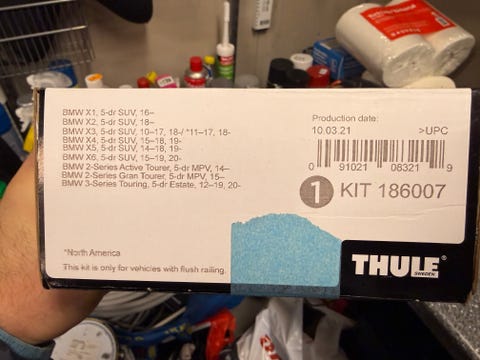 BMW X1, 5-dr SUV, 16–
BMW X2, 5-dr SUV, 18–
BMW X3, 5-dr SUV, 10–17, 18-/ *11–17, 18-
BMW X4, 5-dr SUV, 15–18, 19-
BMW X5, 5-dr SUV, 14–18, 19-
BMW X6, 5-dr SUV, 15–19, 20-
BMW 2-Series Active Tourer, 5-dr MPV, 14–
BMW 2-Series Gran Tourer, 5-dr MPV, 15–
BMW 3-Series Touring, 5-dr Estate, 12–19, 20-
*North America
This kit is only for vehicles with flush railing.
Production date:
10.03.21 >UPC
0 91021 08321 9
1 KIT 186007
THULE®
SWEDEN